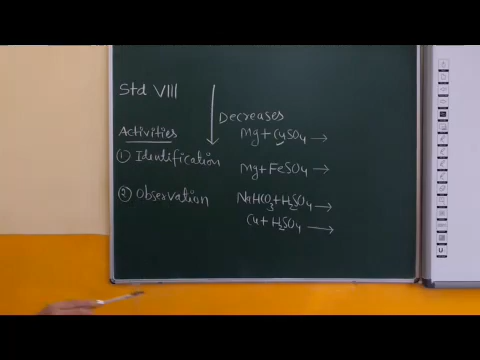 Std VIII
Decreases
Activities
① Identification
② Observation
Mg + CuSO4 →
Mg + FeSO4 →
NaHCO3 + H2SO4 →
Cu + H2SO4 →